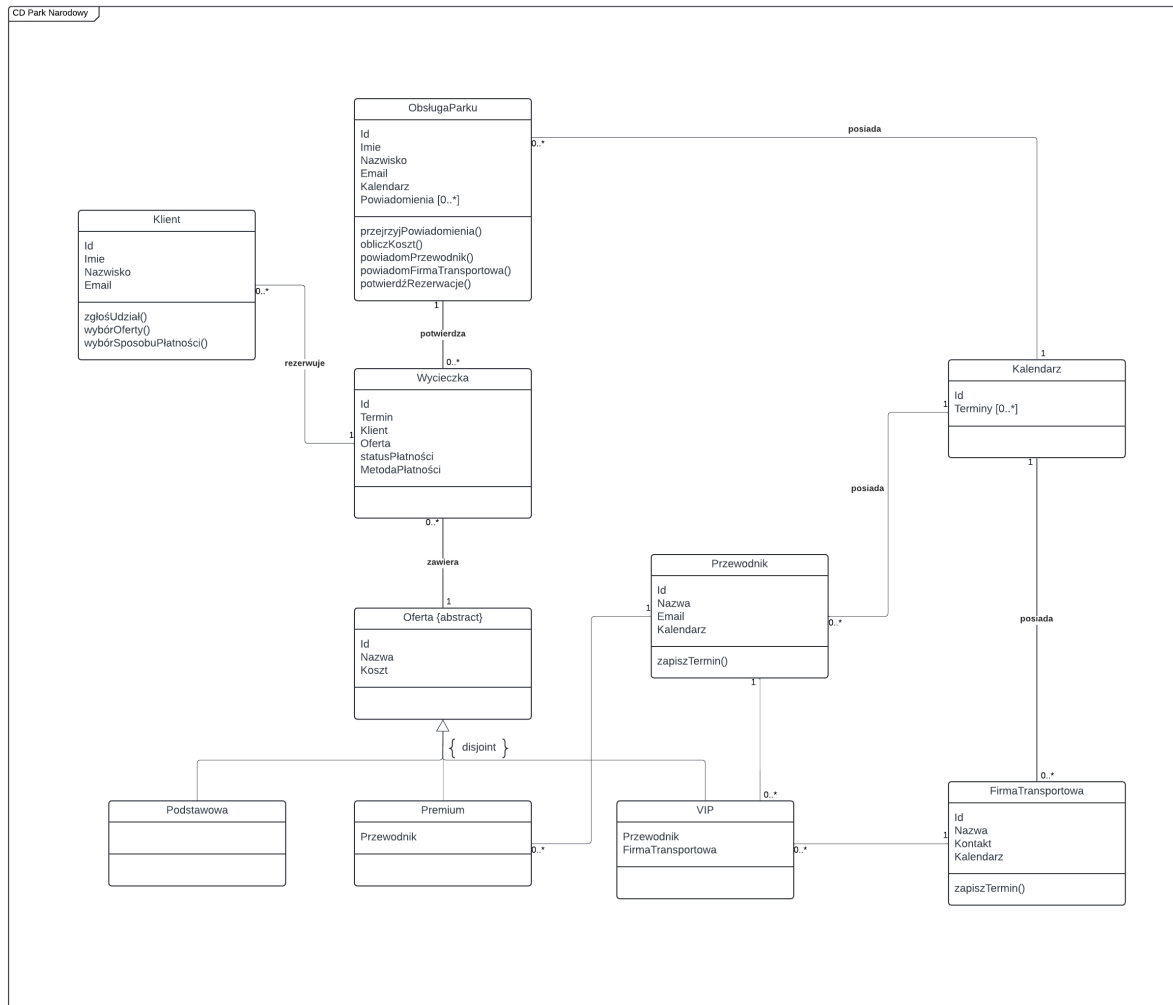 CD Park Narodowy
ObsługaParku
Id
Imie
Nazwisko
Email
Kalendarz
Powiadomienia [0..*]
przejrzyjPowiadomienia()
obliczKoszt()
powiadomPrzewodnik()
powiadomFirmaTransportowa()
potwierdźRezerwacje()
posiada
0..*
1
Klient
Id
Imie
Nazwisko
Email
zgłośUdział()
wybórOferty()
wybórSposobuPłatności()
0..*
rezerwuje
1
1
potwierdza
0..*
Wycieczka
Id
Termin
Klient
Oferta
statusPłatności
MetodaPłatności
Kalendarz
Id
Terminy [0..*]
1
1
posiada
0..*
posiada
0..*
0..*
zawiera
1
Oferta {abstract}
Id
Nazwa
Koszt
Przewodnik
Id
Nazwa
Email
Kalendarz
zapiszTermin()
1
1
0..*
0..*
{ disjoint }
Podstawowa
Premium
Przewodnik
VIP
Przewodnik
FirmaTransportowa
0..*
1
FirmaTransportowa
Id
Nazwa
Kontakt
Kalendarz
zapiszTermin()